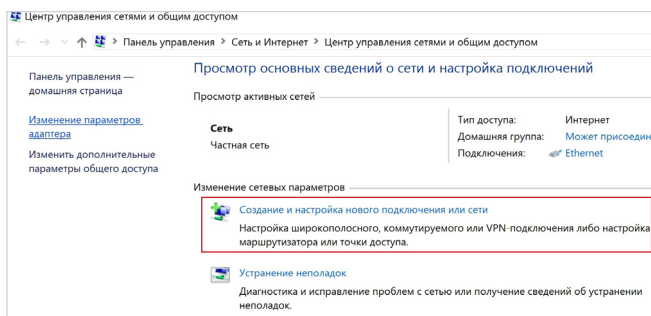 Центр управления сетями и общим доступом
Панель управления > Сеть и Интернет > Центр управления сетями и общим доступом
Панель управления —
домашняя страница
Изменение параметров
адаптера
Изменить дополнительные
параметры общего доступа
Просмотр основных сведений о сети и настройка подключений
Просмотр активных сетей
Сеть
Частная сеть
Тип доступа: Интернет
Домашняя группа: Может присоедин
Подключения: Ethernet
Изменение сетевых параметров
Создание и настройка нового подключения или сети
Настройка широкополосного, коммутируемого или VPN-подключения либо настройка
маршрутизатора или точки доступа.
Устранение неполадок
Диагностика и исправление проблем с сетью или получение сведений об устранении
неполадок.